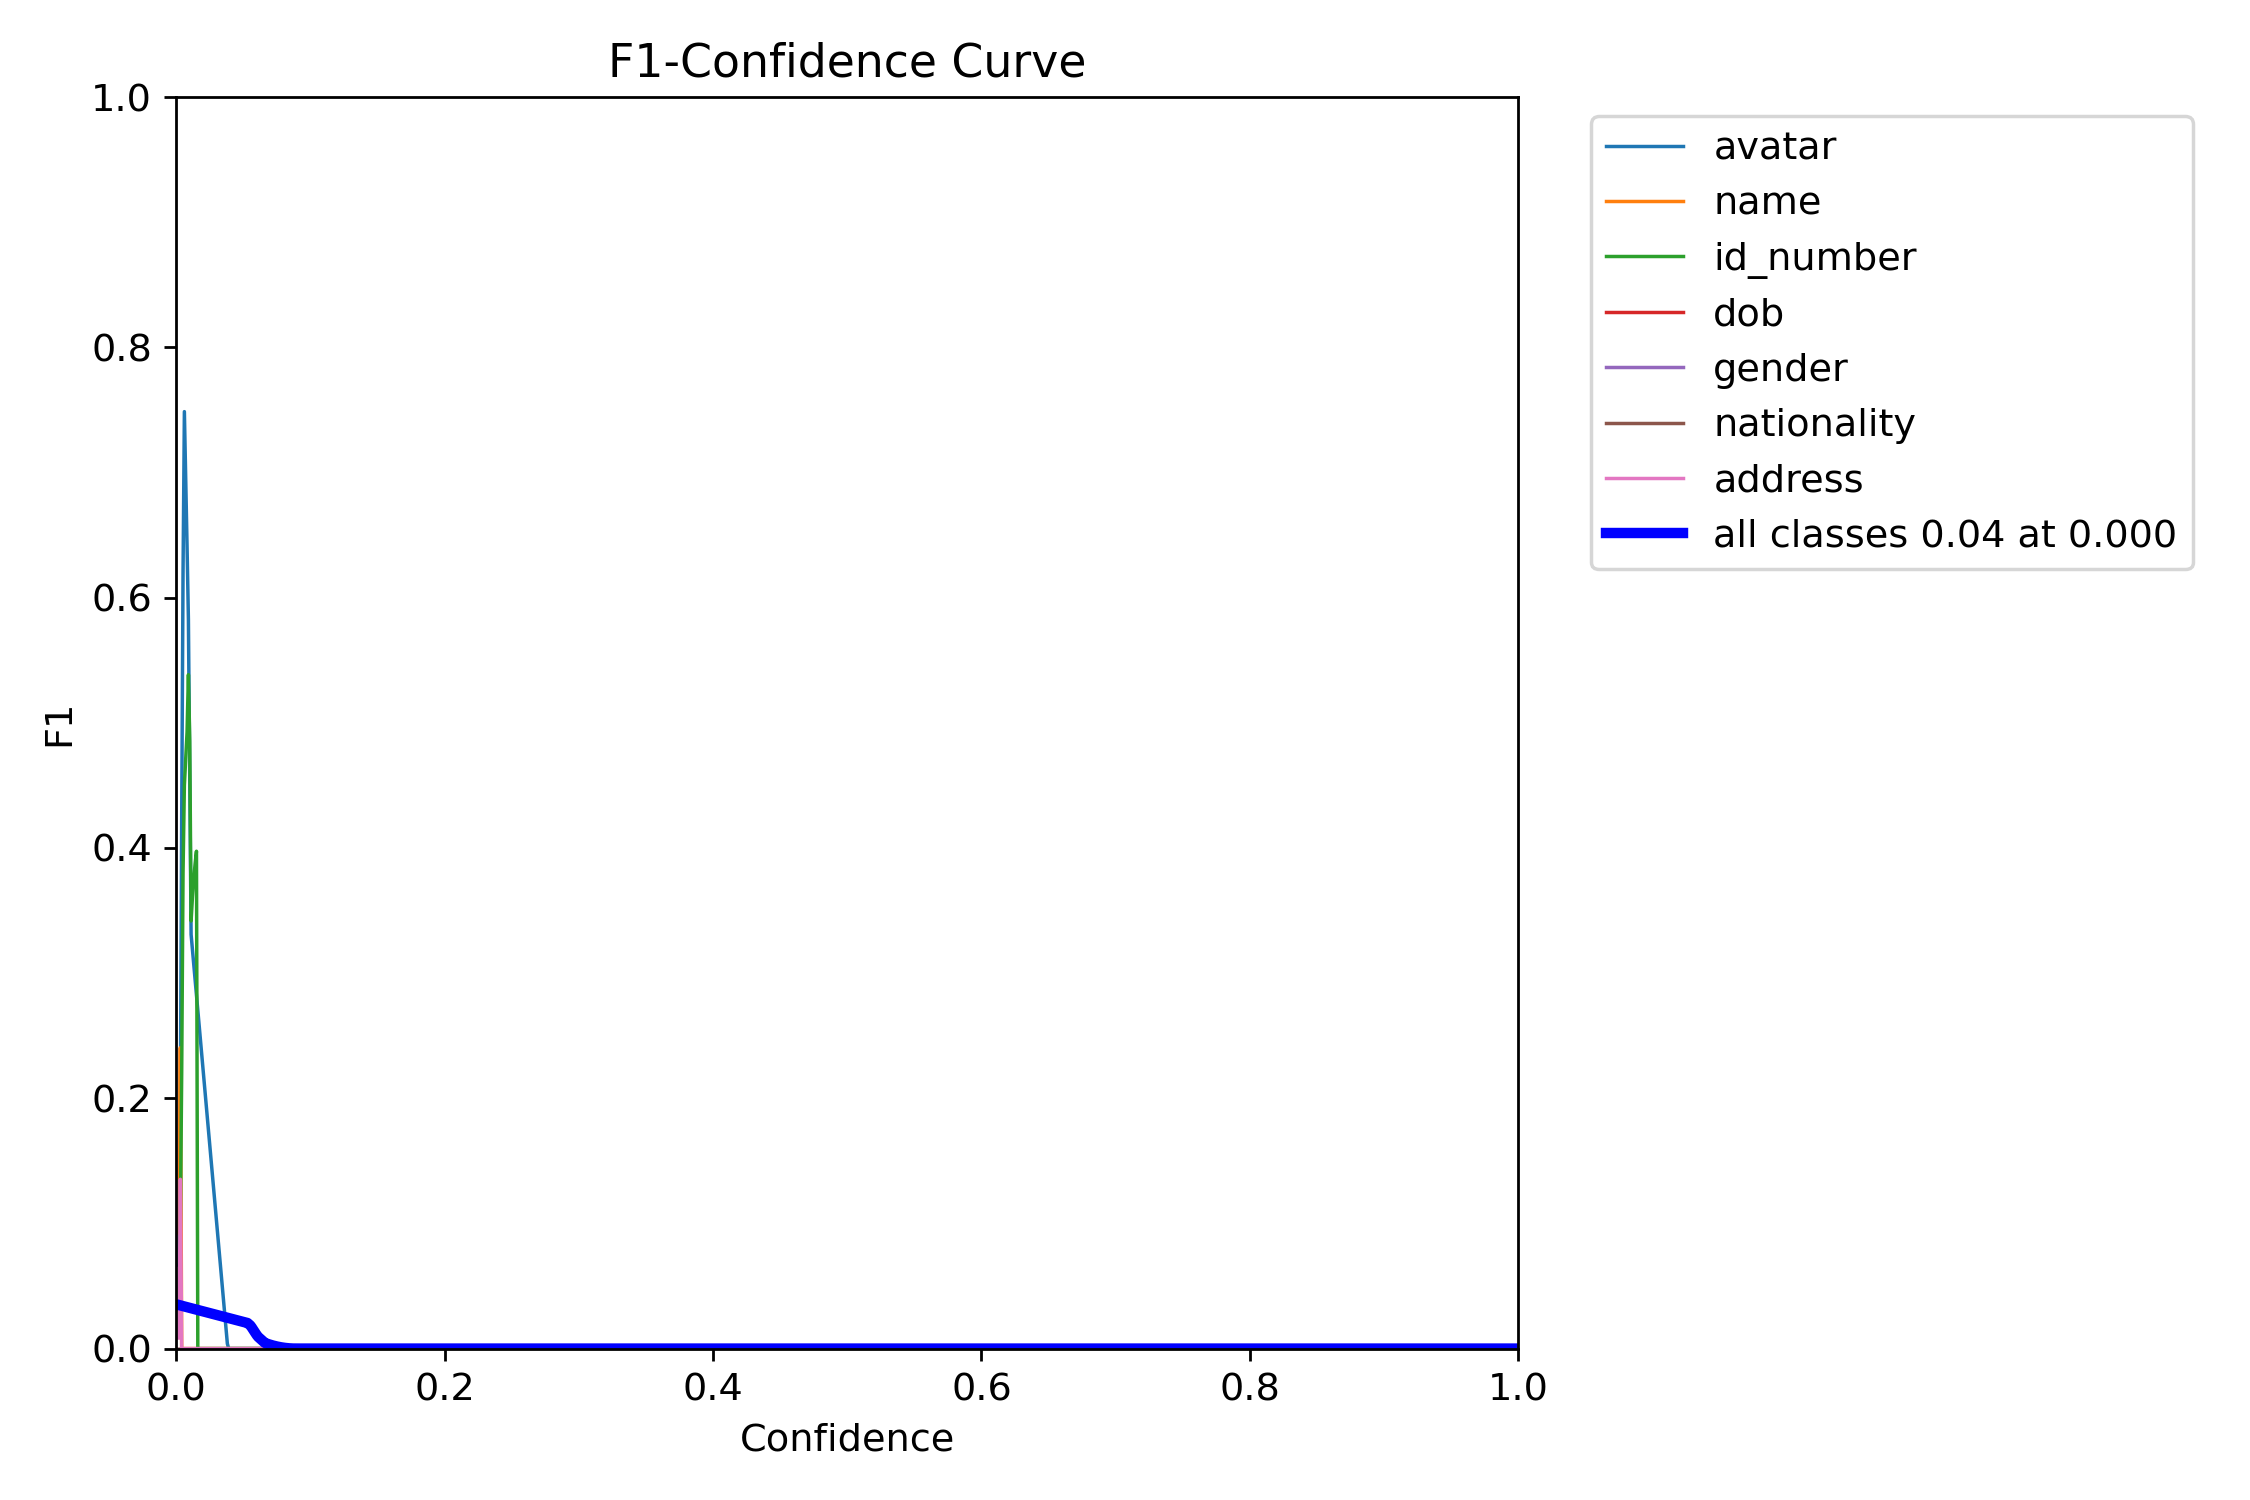 F1-Confidence Curve
1.0
0.8
0.6
0.4
0.2
0.0
F1
0.0 0.2 0.4 0.6 0.8 1.0
Confidence
avatar
name
id_number
dob
gender
nationality
address
all classes 0.04 at 0.000